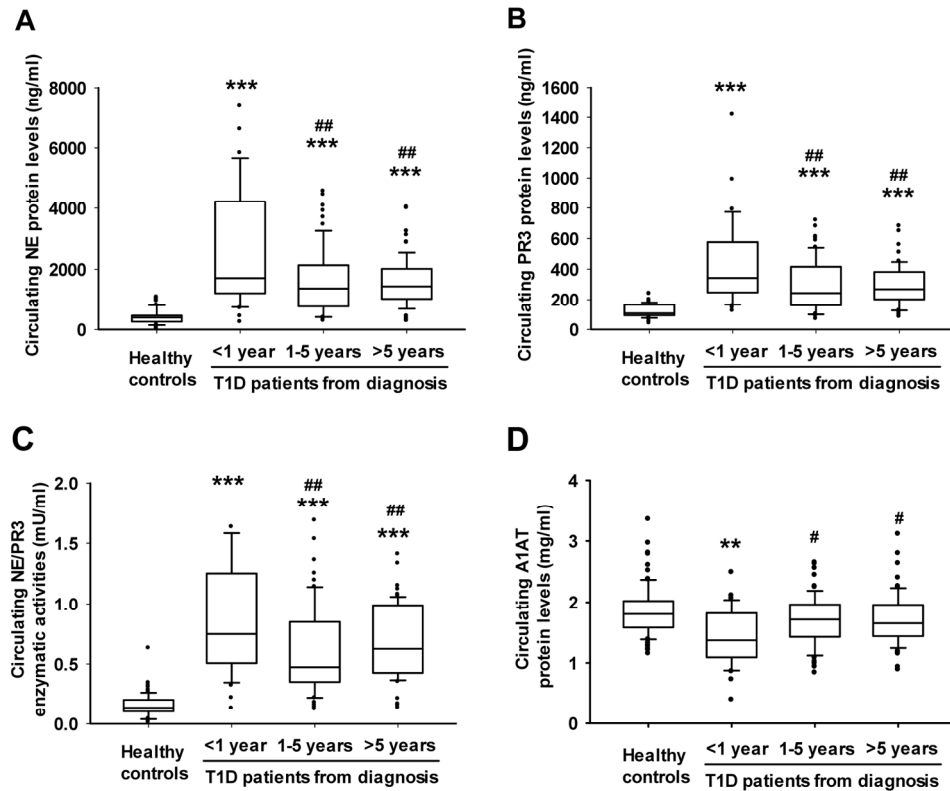 A
Circulating NE protein levels (ng/ml)
8000
6000
4000
2000
0
***
##
***
##
***
Healthy
controls
<1 year
1-5 years
>5 years
T1D patients from diagnosis
B
Circulating PR3 protein levels (ng/ml)
1600
1400
1200
1000
800
600
400
200
0
***
##
***
##
***
Healthy
controls
<1 year
1-5 years
>5 years
T1D patients from diagnosis
C
Circulating NE/PR3
enzymatic activities (mU/ml)
2.0
1.5
1.0
0.5
0.0
***
##
***
##
***
Healthy
controls
<1 year
1-5 years
>5 years
T1D patients from diagnosis
D
Circulating A1AT
protein levels (mg/ml)
4
3
2
1
0
**
#
#
Healthy
controls
<1 year
1-5 years
>5 years
T1D patients from diagnosis